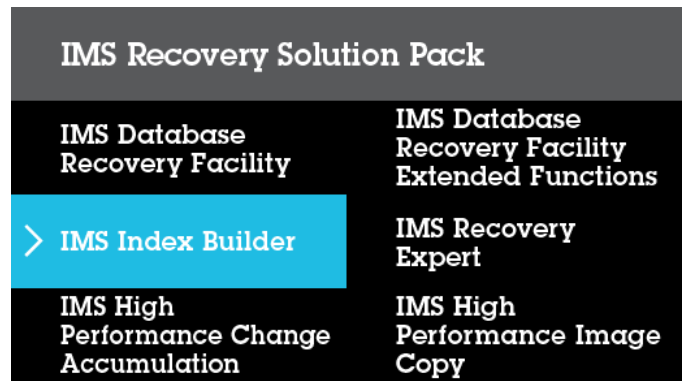 IMS Recovery Solution Pack
IMS Database
Recovery Facility
IMS Database
Recovery Facility
Extended Functions
> IMS Index Builder
IMS Recovery
Expert
IMS High
Performance Change
Accumulation
IMS High
Performance Image
Copy